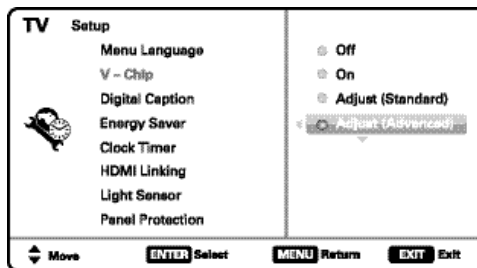 TV Setup
Menu Language
V - Chip
Digital Caption
Energy Saver
Clock Timer
HDMI Linking
Light Sensor
Panel Protection
Off
On
Adjust (Standard)
Adjust (Advanced)
Move ENTER Select MENU Return EXIT Exit